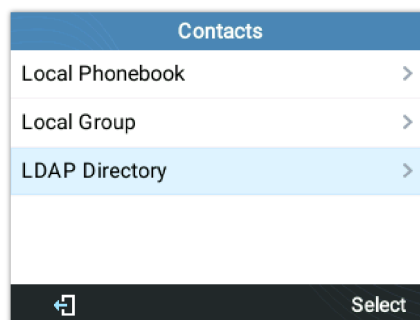 Contacts
Local Phonebook
Local Group
LDAP Directory
Select